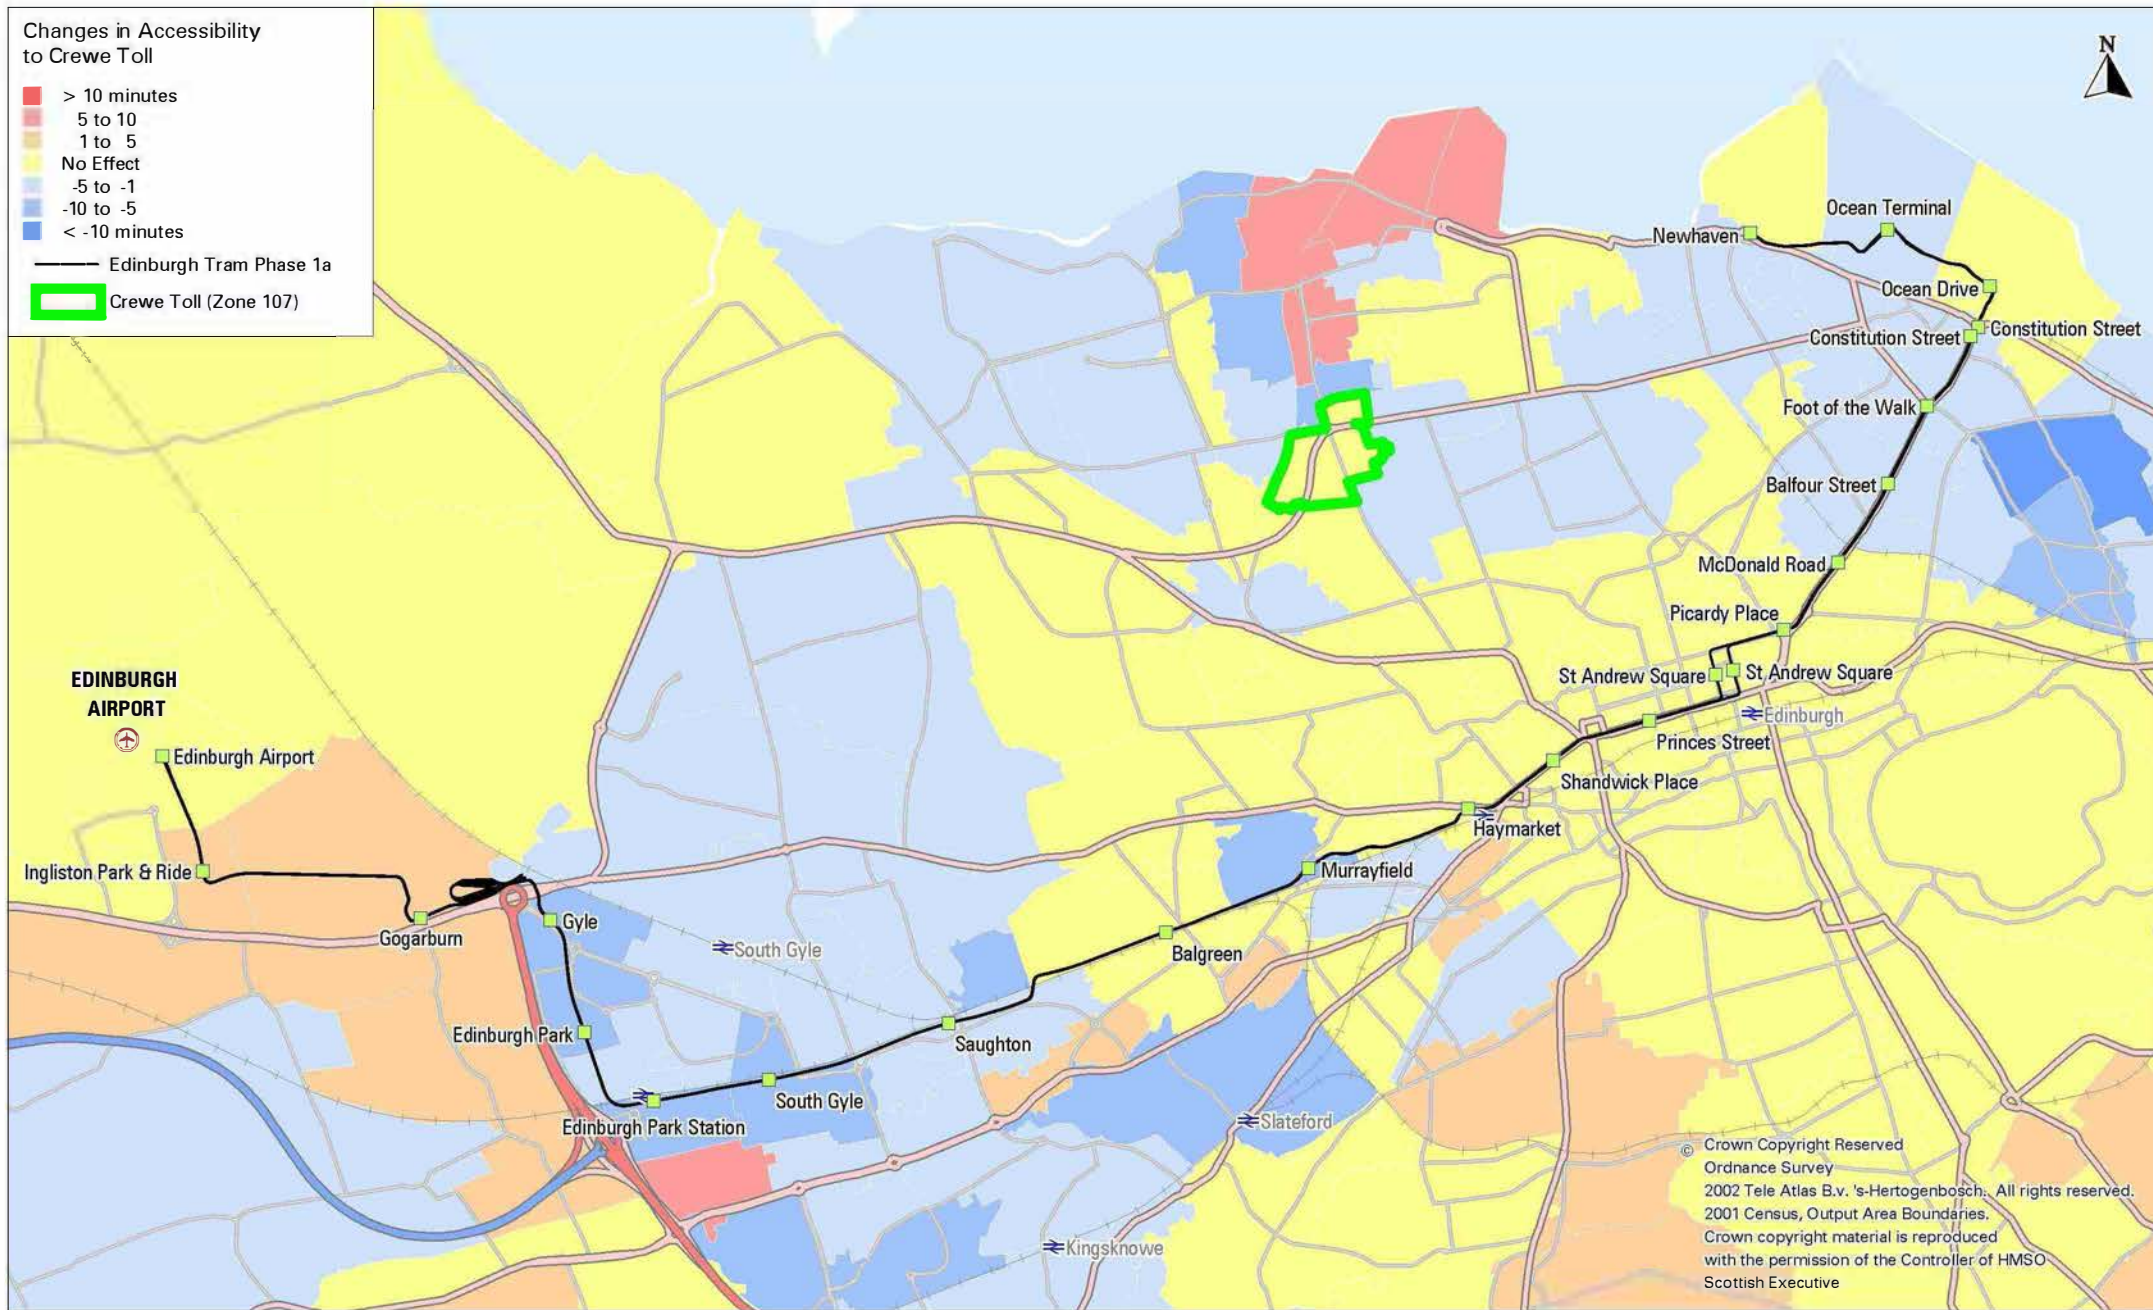 Changes in Accessibility
to Crewe Toll
> 10 minutes
5 to 10
1 to 5
No Effect
-5 to -1
-10 to -5
< -10 minutes
Edinburgh Tram Phase 1a
Crewe Toll (Zone 107)
N
Ocean Terminal
Newhaven
Ocean Drive
Constitution Street
Constitution Street
Foot of the Walk
Balfour Street
McDonald Road
Picardy Place
St Andrew Square
St Andrew Square
Edinburgh
Princes Street
Shandwick Place
Haymarket
Murrayfield
Balgreen
EDINBURGH
AIRPORT
Edinburgh Airport
Ingliston Park & Ride
Gogarburn
Gyle
South Gyle
Edinburgh Park
Saughton
South Gyle
Edinburgh Park Station
Slateford
Kingsknowe
© Crown Copyright Reserved
Ordnance Survey
2002 Tele Atlas B.v. 's-Hertogenbosch. All rights reserved.
2001 Census, Output Area Boundaries.
Crown copyright material is reproduced
with the permission of the Controller of HMSO
Scottish Executive